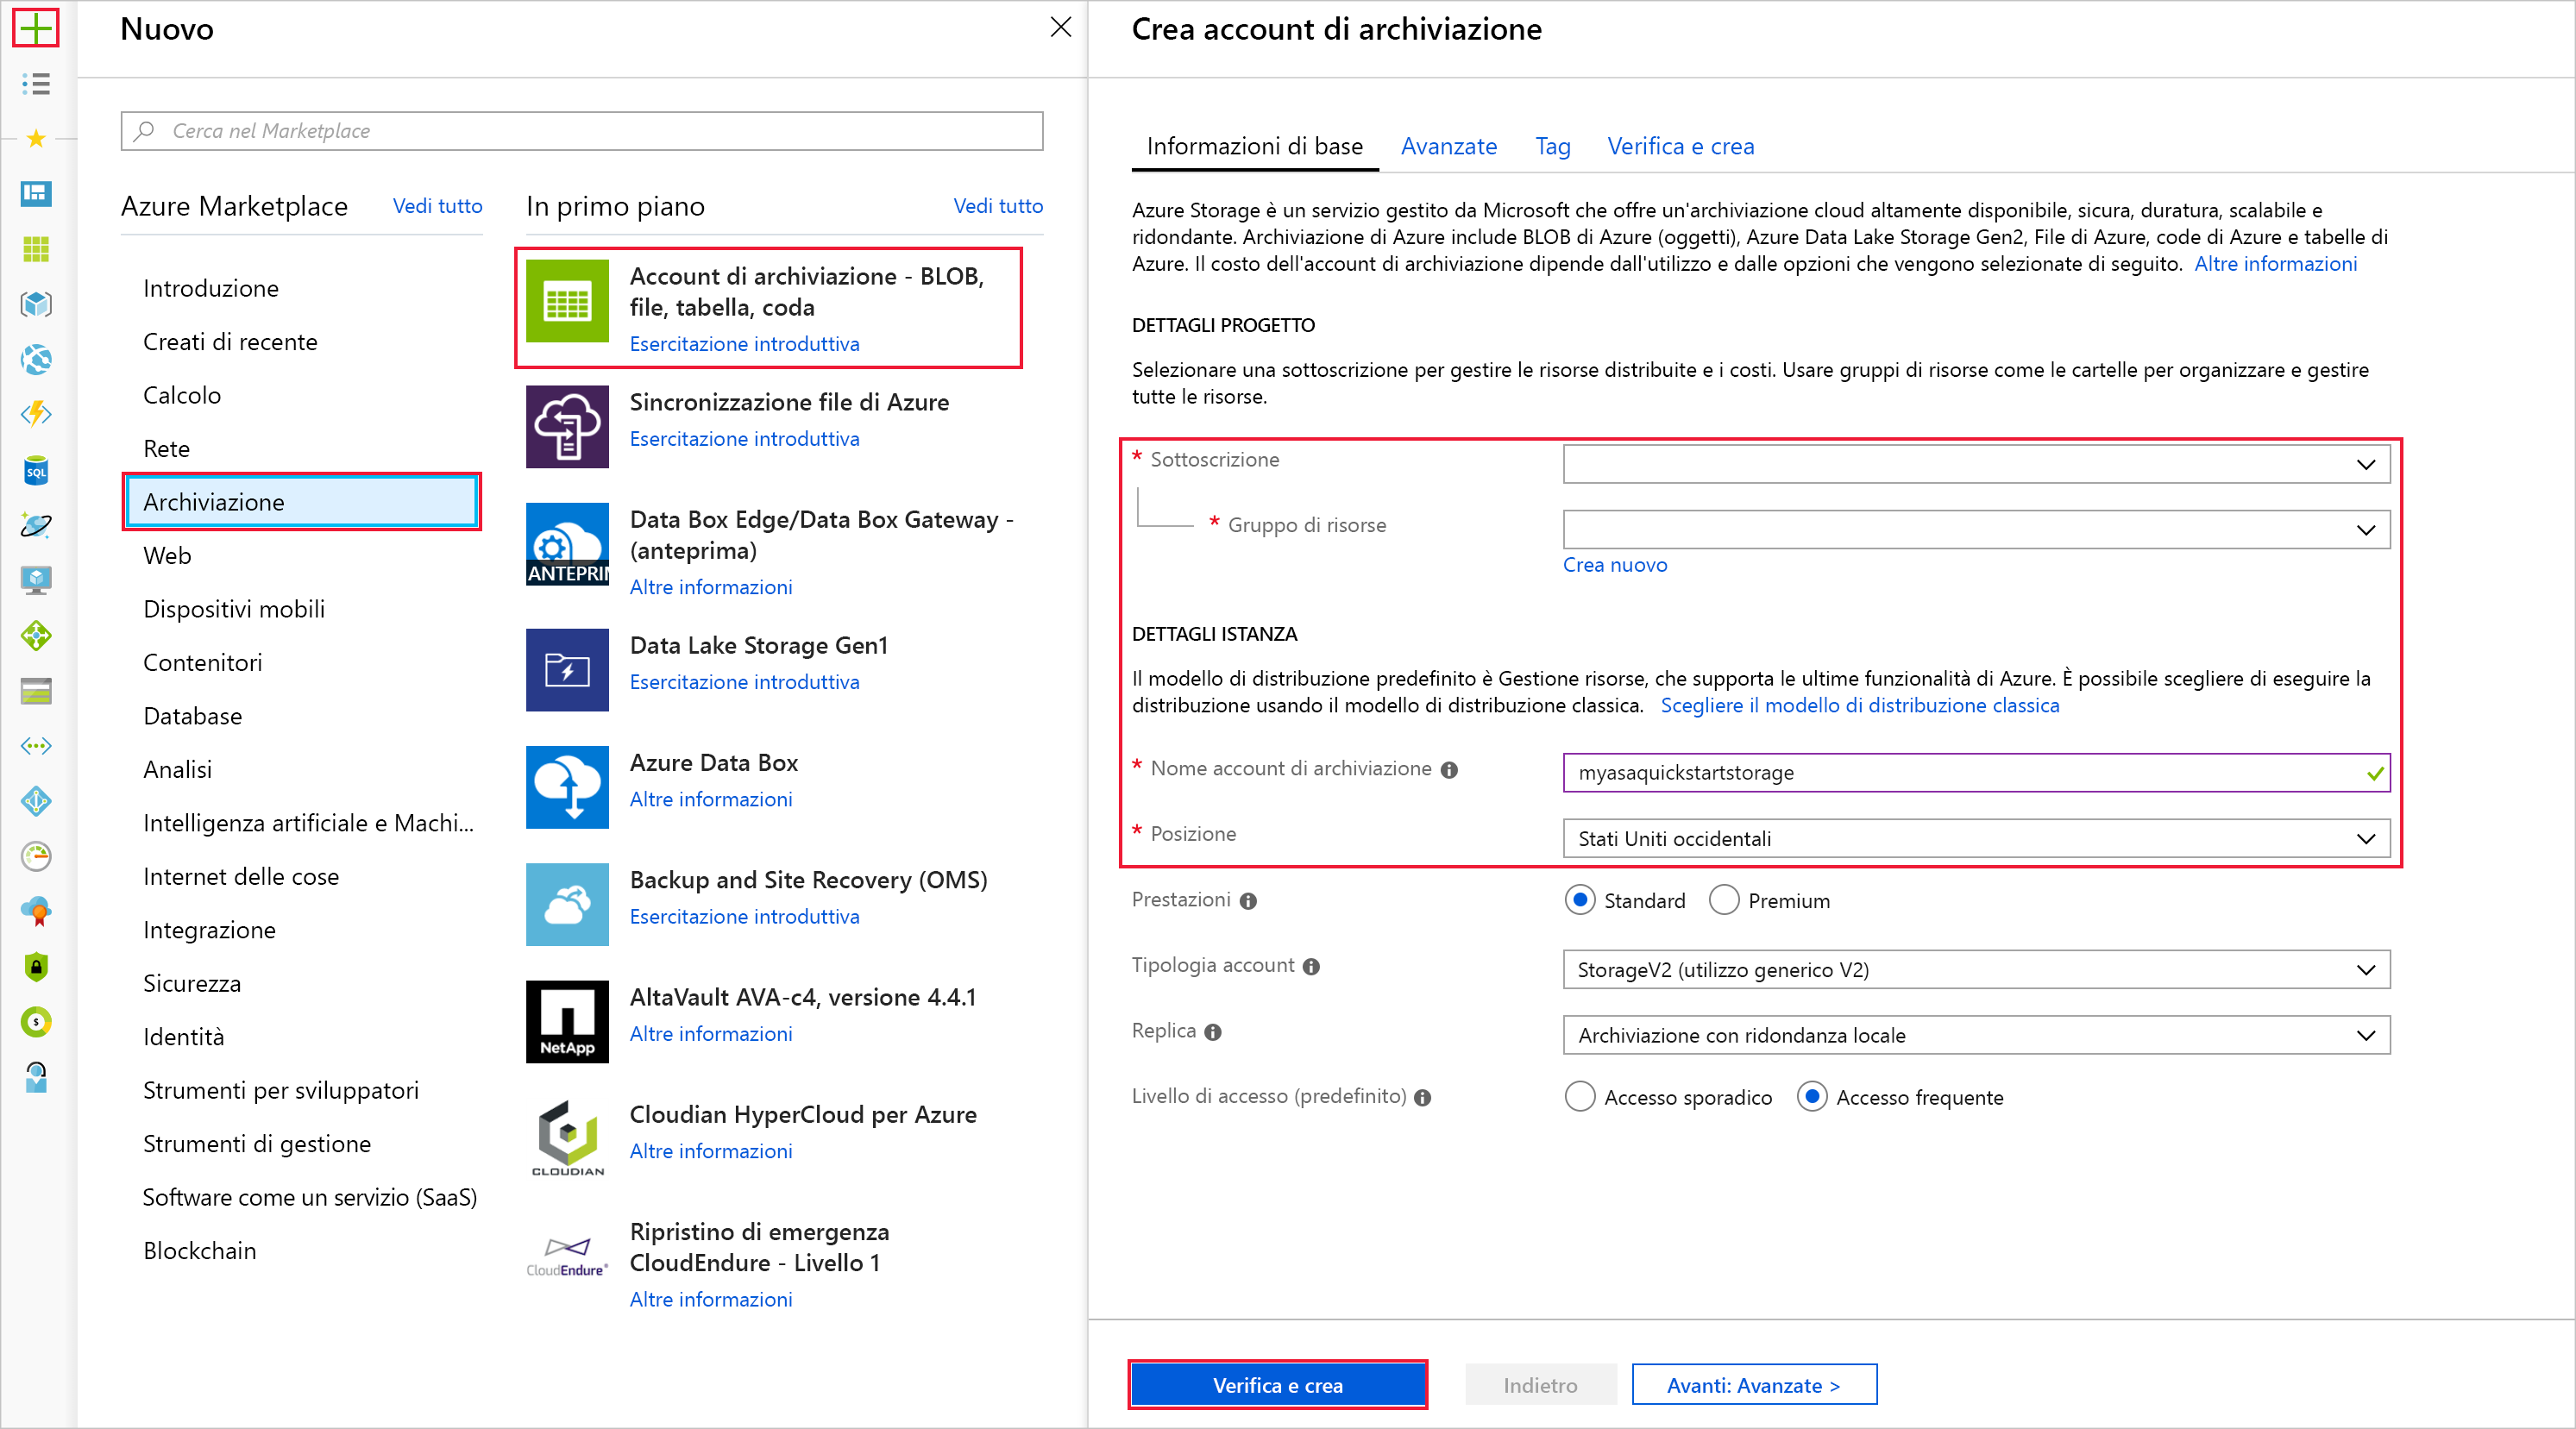 Nuovo
Cerca nel Marketplace
Azure Marketplace
Vedi tutto
Introduzione
Creati di recente
Calcolo
Rete
Archiviazione
Web
Dispositivi mobili
Contenitori
Database
Analisi
Intelligenza artificiale e Machi...
Internet delle cose
Integrazione
Sicurezza
Identità
Strumenti per sviluppatori
Strumenti di gestione
Software come un servizio (SaaS)
Blockchain
In primo piano
Vedi tutto
Account di archiviazione - BLOB,
file, tabella, coda
Esercitazione introduttiva
Sincronizzazione file di Azure
Esercitazione introduttiva
ANTEPRIM
Data Box Edge/Data Box Gateway -
(anteprima)
Altre informazioni
Data Lake Storage Gen1
Esercitazione introduttiva
Azure Data Box
Altre informazioni
Backup and Site Recovery (OMS)
Esercitazione introduttiva
NetApp
AltaVault AVA-c4, versione 4.4.1
Altre informazioni
CLOUDIAN
Cloudian HyperCloud per Azure
Altre informazioni
CloudEndure
Ripristino di emergenza
CloudEndure - Livello 1
Altre informazioni
SQL
$
Crea account di archiviazione
Informazioni di base
Avanzate
Tag
Verifica e crea
Azure Storage è un servizio gestito da Microsoft che offre un'archiviazione cloud altamente disponibile, sicura, duratura, scalabile e
ridondante. Archiviazione di Azure include BLOB di Azure (oggetti), Azure Data Lake Storage Gen2, File di Azure, code di Azure e tabelle di
Azure. Il costo dell'account di archiviazione dipende dall'utilizzo e dalle opzioni che vengono selezionate di seguito. Altre informazioni
DETTAGLI PROGETTO
Selezionare una sottoscrizione per gestire le risorse distribuite e i costi. Usare gruppi di risorse come le cartelle per organizzare e gestire
tutte le risorse.
* Sottoscrizione
* Gruppo di risorse
Crea nuovo
DETTAGLI ISTANZA
Il modello di distribuzione predefinito è Gestione risorse, che supporta le ultime funzionalità di Azure. È possibile scegliere di eseguire la
distribuzione usando il modello di distribuzione classica. Scegliere il modello di distribuzione classica
* Nome account di archiviazione
myasaquickstartstorage
* Posizione
Stati Uniti occidentali
Prestazioni
Standard
Premium
Tipologia account
StorageV2 (utilizzo generico V2)
Replica
Archiviazione con ridondanza locale
Livello di accesso (predefinito)
Accesso sporadico
Accesso frequente
Verifica e crea
Indietro
Avanti: Avanzate >